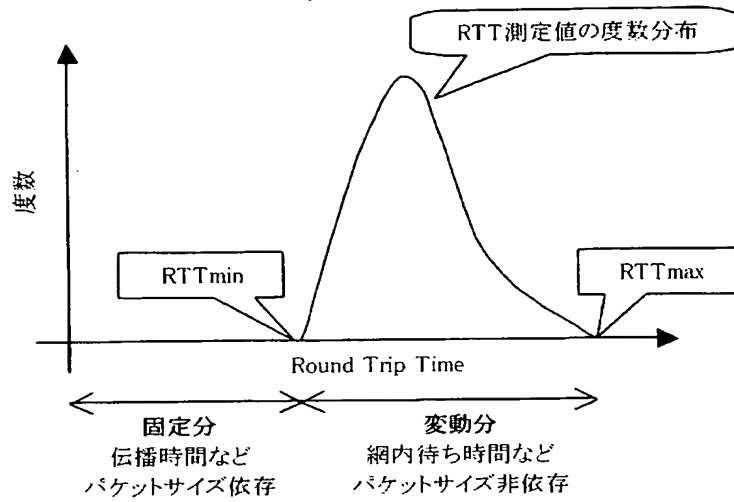 RTT測定値の度数分布
度数
RTTmin
RTTmax
Round Trip Time
固定分
伝播時間など
パケットサイズ依存
変動分
網内待ち時間など
パケットサイズ非依存